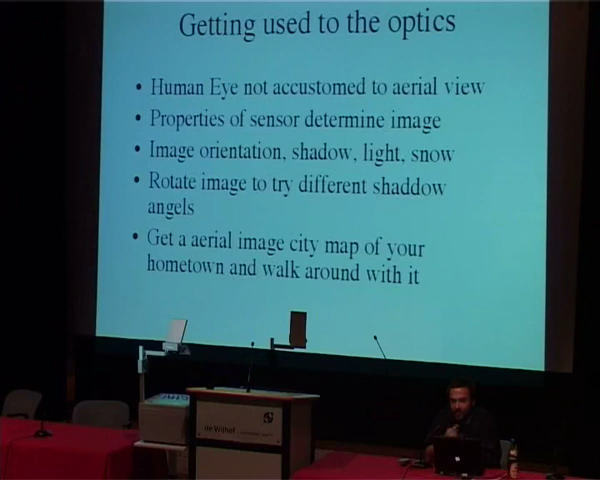 Getting used to the optics
• Human Eye not accustomed to aerial view
• Properties of sensor determine image
• Image orientation, shadow, light, snow
• Rotate image to try different shaddow
angels
• Get a aerial image city map of your
hometown and walk around with it
de Wilhof